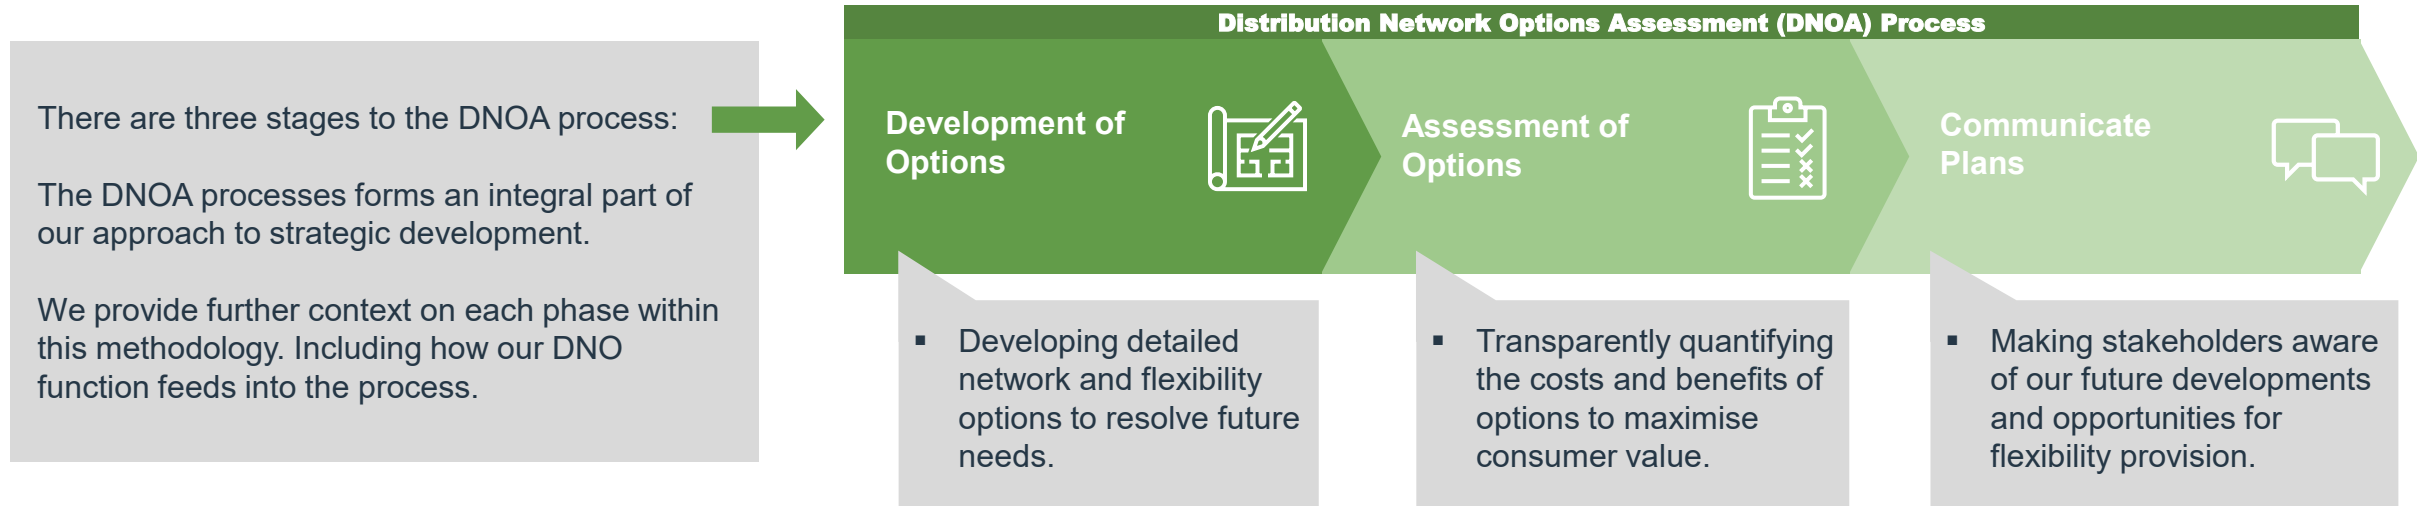 There are three stages to the DNOA process:
The DNOA processes forms an integral part of
our approach to strategic development.
We provide further context on each phase within
this methodology. Including how our DNO
function feeds into the process.
Distribution Network Options Assessment (DNOA) Process
Development of
Options
Assessment of
Options
Communicate
Plans
▪ Developing detailed
network and flexibility
options to resolve future
needs.
▪ Transparently quantifying
the costs and benefits of
options to maximise
consumer value.
▪ Making stakeholders aware
of our future developments
and opportunities for
flexibility provision.